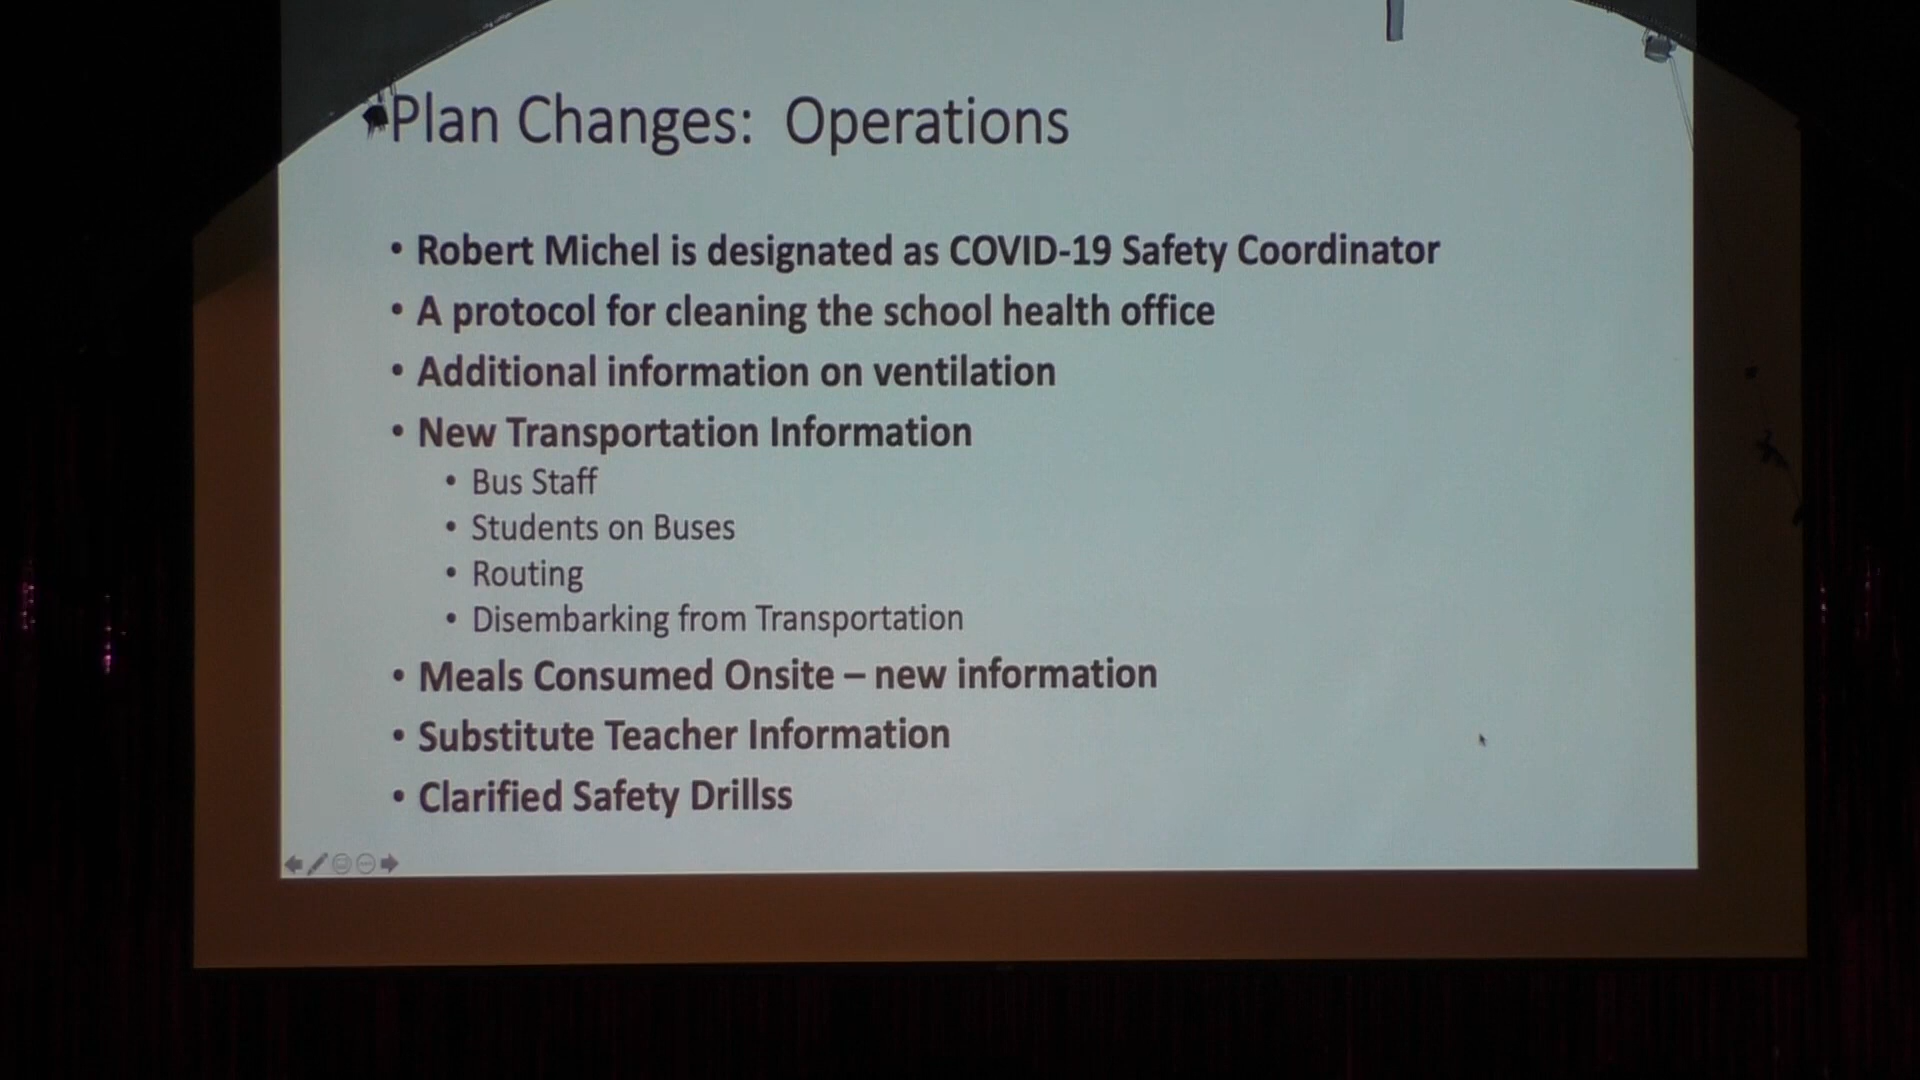 Plan Changes:  Operations
• Robert Michel is designated as COVID-19 Safety Coordinator
• A protocol for cleaning the school health office
• Additional information on ventilation
• New Transportation Information
• Bus Staff
• Students on Buses
• Routing
• Disembarking from Transportation
• Meals Consumed Onsite – new information
• Substitute Teacher Information
• Clarified Safety Drillss